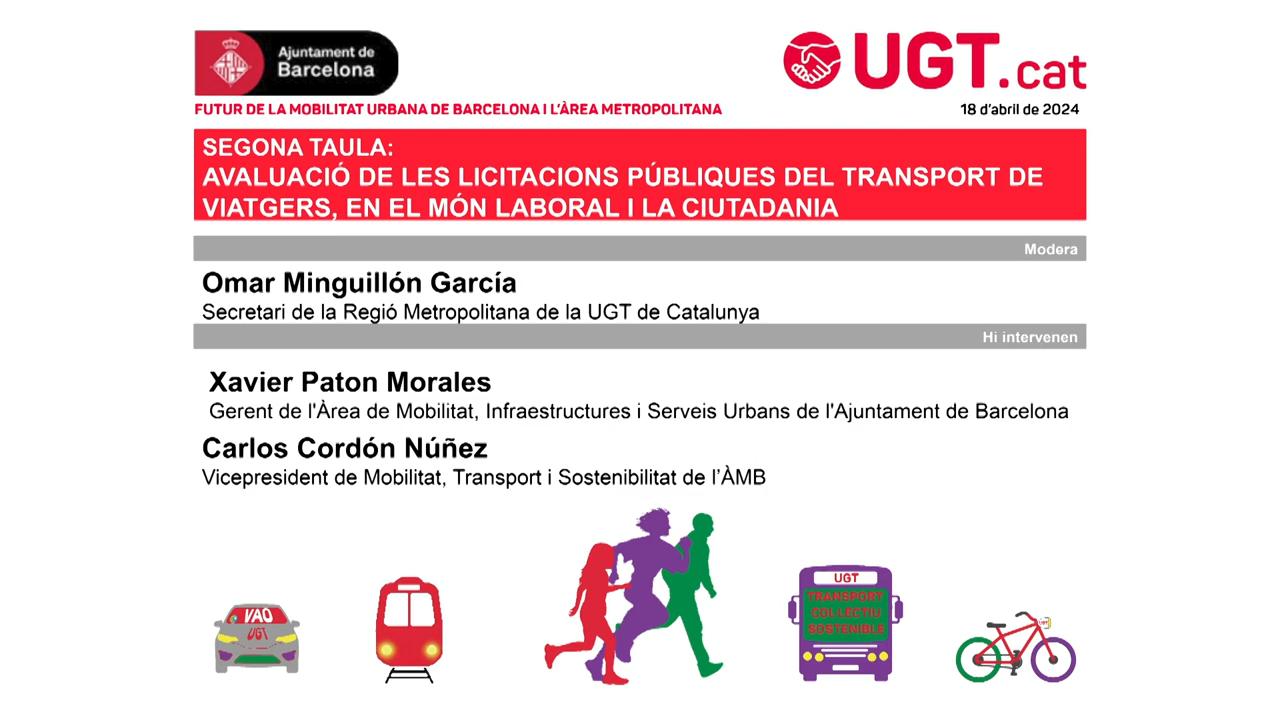 Ajuntament de
Barcelona
UGT.cat
FUTUR DE LA MOBILITAT URBANA DE BARCELONA I L'ÀREA METROPOLITANA
18 d'abril de 2024
SEGONA TAULA:
AVALUACIÓ DE LES LICITACIONS PÚBLIQUES DEL TRANSPORT DE
VIATGERS, EN EL MÓN LABORAL I LA CIUTADANIA
Modera
Omar Minguillón García
Secretari de la Regió Metropolitana de la UGT de Catalunya
Hi intervenen
Xavier Paton Morales
Gerent de l'Àrea de Mobilitat, Infraestructures i Serveis Urbans de l'Ajuntament de Barcelona
Carlos Cordón Núñez
Vicepresident de Mobilitat, Transport i Sostenibilitat de l’ÀMB
VAO
UGT
UGT
TRANSPORT
COL·LECTIU
SOSTENIBLE
UGT